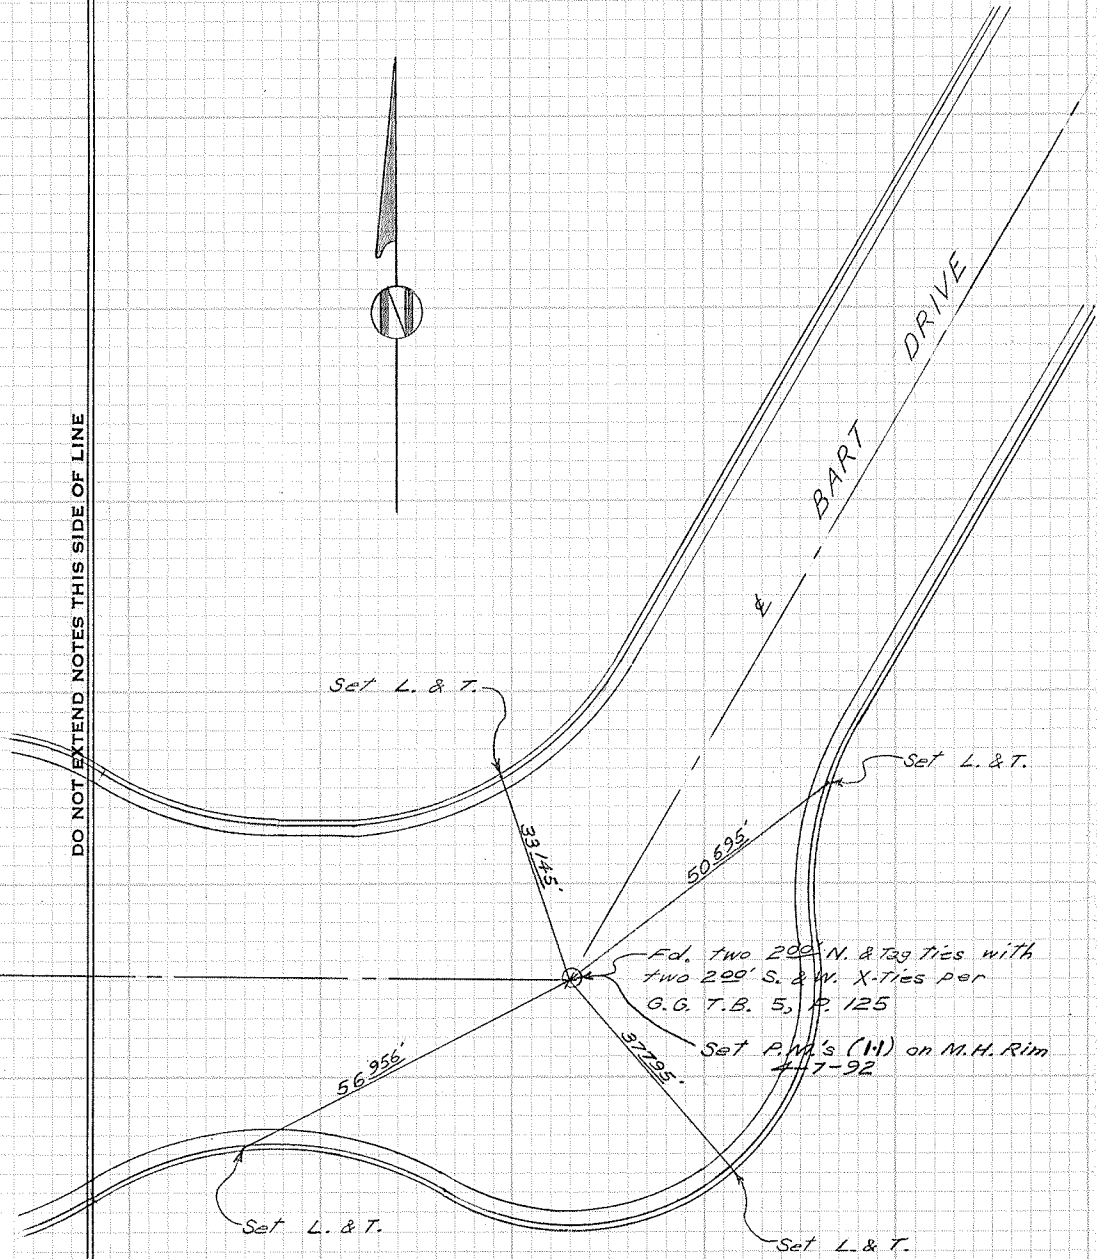 N
BART DRIVE
℄
DO NOT EXTEND NOTES THIS SIDE OF LINE
Set L. & T.
Set L. & T.
33.145'
50.695'
Fd. two 2.00' N. & Tag Ties with
two 2.00' S. & W. X-Ties per
G.G. T.B. 5, P. 125
Set P.M.'s (1·1) on M.H. Rim
4-7-92
56.956'
37.795'
Set L. & T.
Set L. & T.